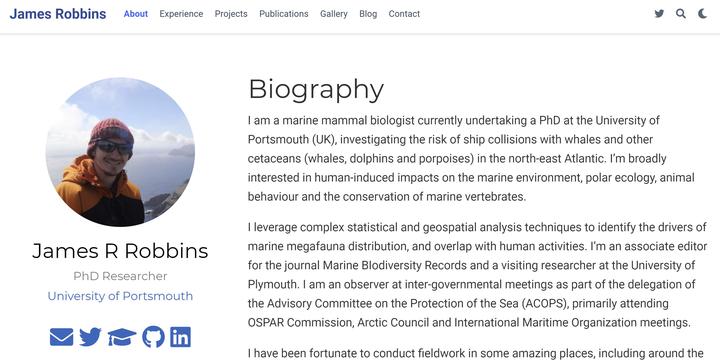 James Robbins About Experience Projects Publications Gallery Blog Contact
Biography
I am a marine mammal biologist currently undertaking a PhD at the University of
Portsmouth (UK), investigating the risk of ship collisions with whales and other
cetaceans (whales, dolphins and porpoises) in the north-east Atlantic. I'm broadly
interested in human-induced impacts on the marine environment, polar ecology, animal
behaviour and the conservation of marine vertebrates.
I leverage complex statistical and geospatial analysis techniques to identify the drivers of
marine megafauna distribution, and overlap with human activities. I'm an associate editor
for the journal Marine BIodiversity Records and a visiting researcher at the University of
Plymouth. I am an observer at inter-governmental meetings as part of the delegation of
the Advisory Committee on the Protection of the Sea (ACOPS), primarily attending
OSPAR Commission, Arctic Council and International Maritime Organization meetings.
I have been fortunate to conduct fieldwork in some amazing places, including around the
James R Robbins
PhD Researcher
University of Portsmouth